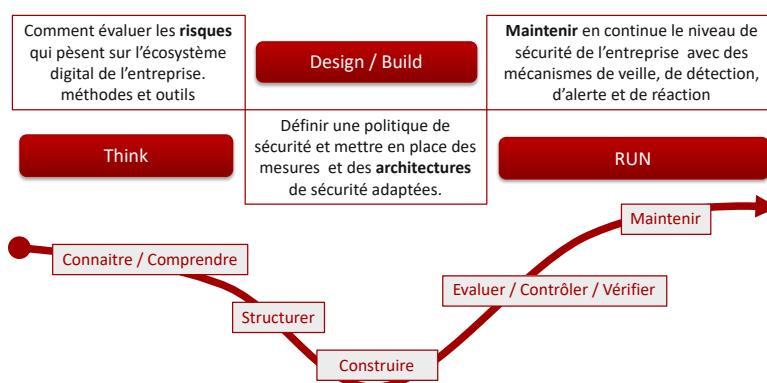 Comment évaluer les risques
qui pèsent sur l'écosystème
digital de l'entreprise.
méthodes et outils
Design / Build
Maintenir en continue le niveau de
sécurité de l'entreprise avec des
mécanismes de veille, de détection,
d'alerte et de réaction
Think
Définir une politique de
sécurité et mettre en place des
mesures et des architectures
de sécurité adaptées.
RUN
Maintenir
Connaitre / Comprendre
Evaluer / Contrôler / Vérifier
Structurer
Construire